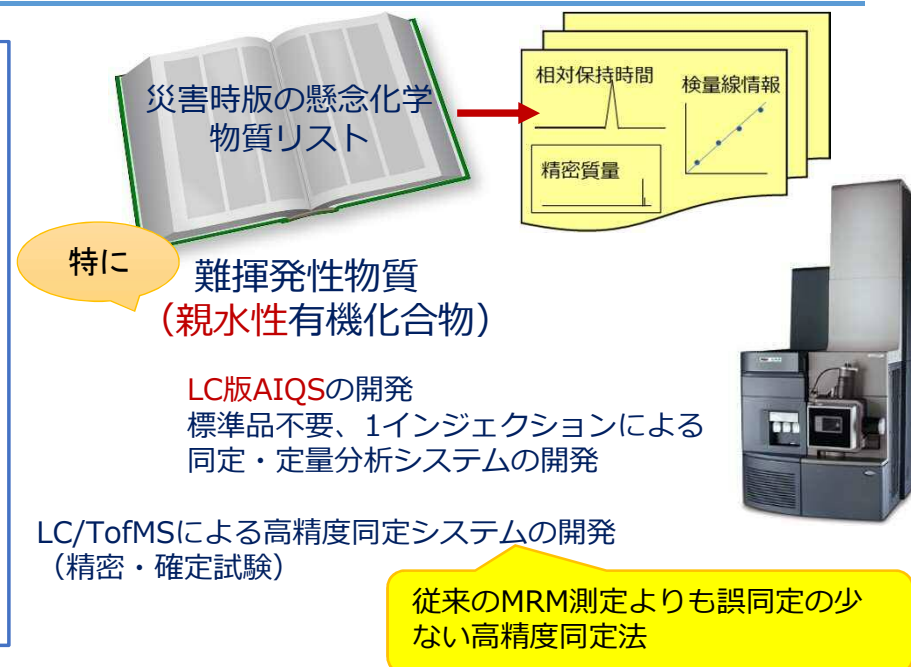 災害時版の懸念化学
物質リスト
相対保持時間
検量線情報
精密質量
特に
難揮発性物質
（親水性有機化合物）
LC版AIQSの開発
標準品不要、1インジェクションによる
同定・定量分析システムの開発
LC/TofMSによる高精度同定システムの開発
（精密・確定試験）
従来のMRM測定よりも誤同定の少
ない高精度同定法